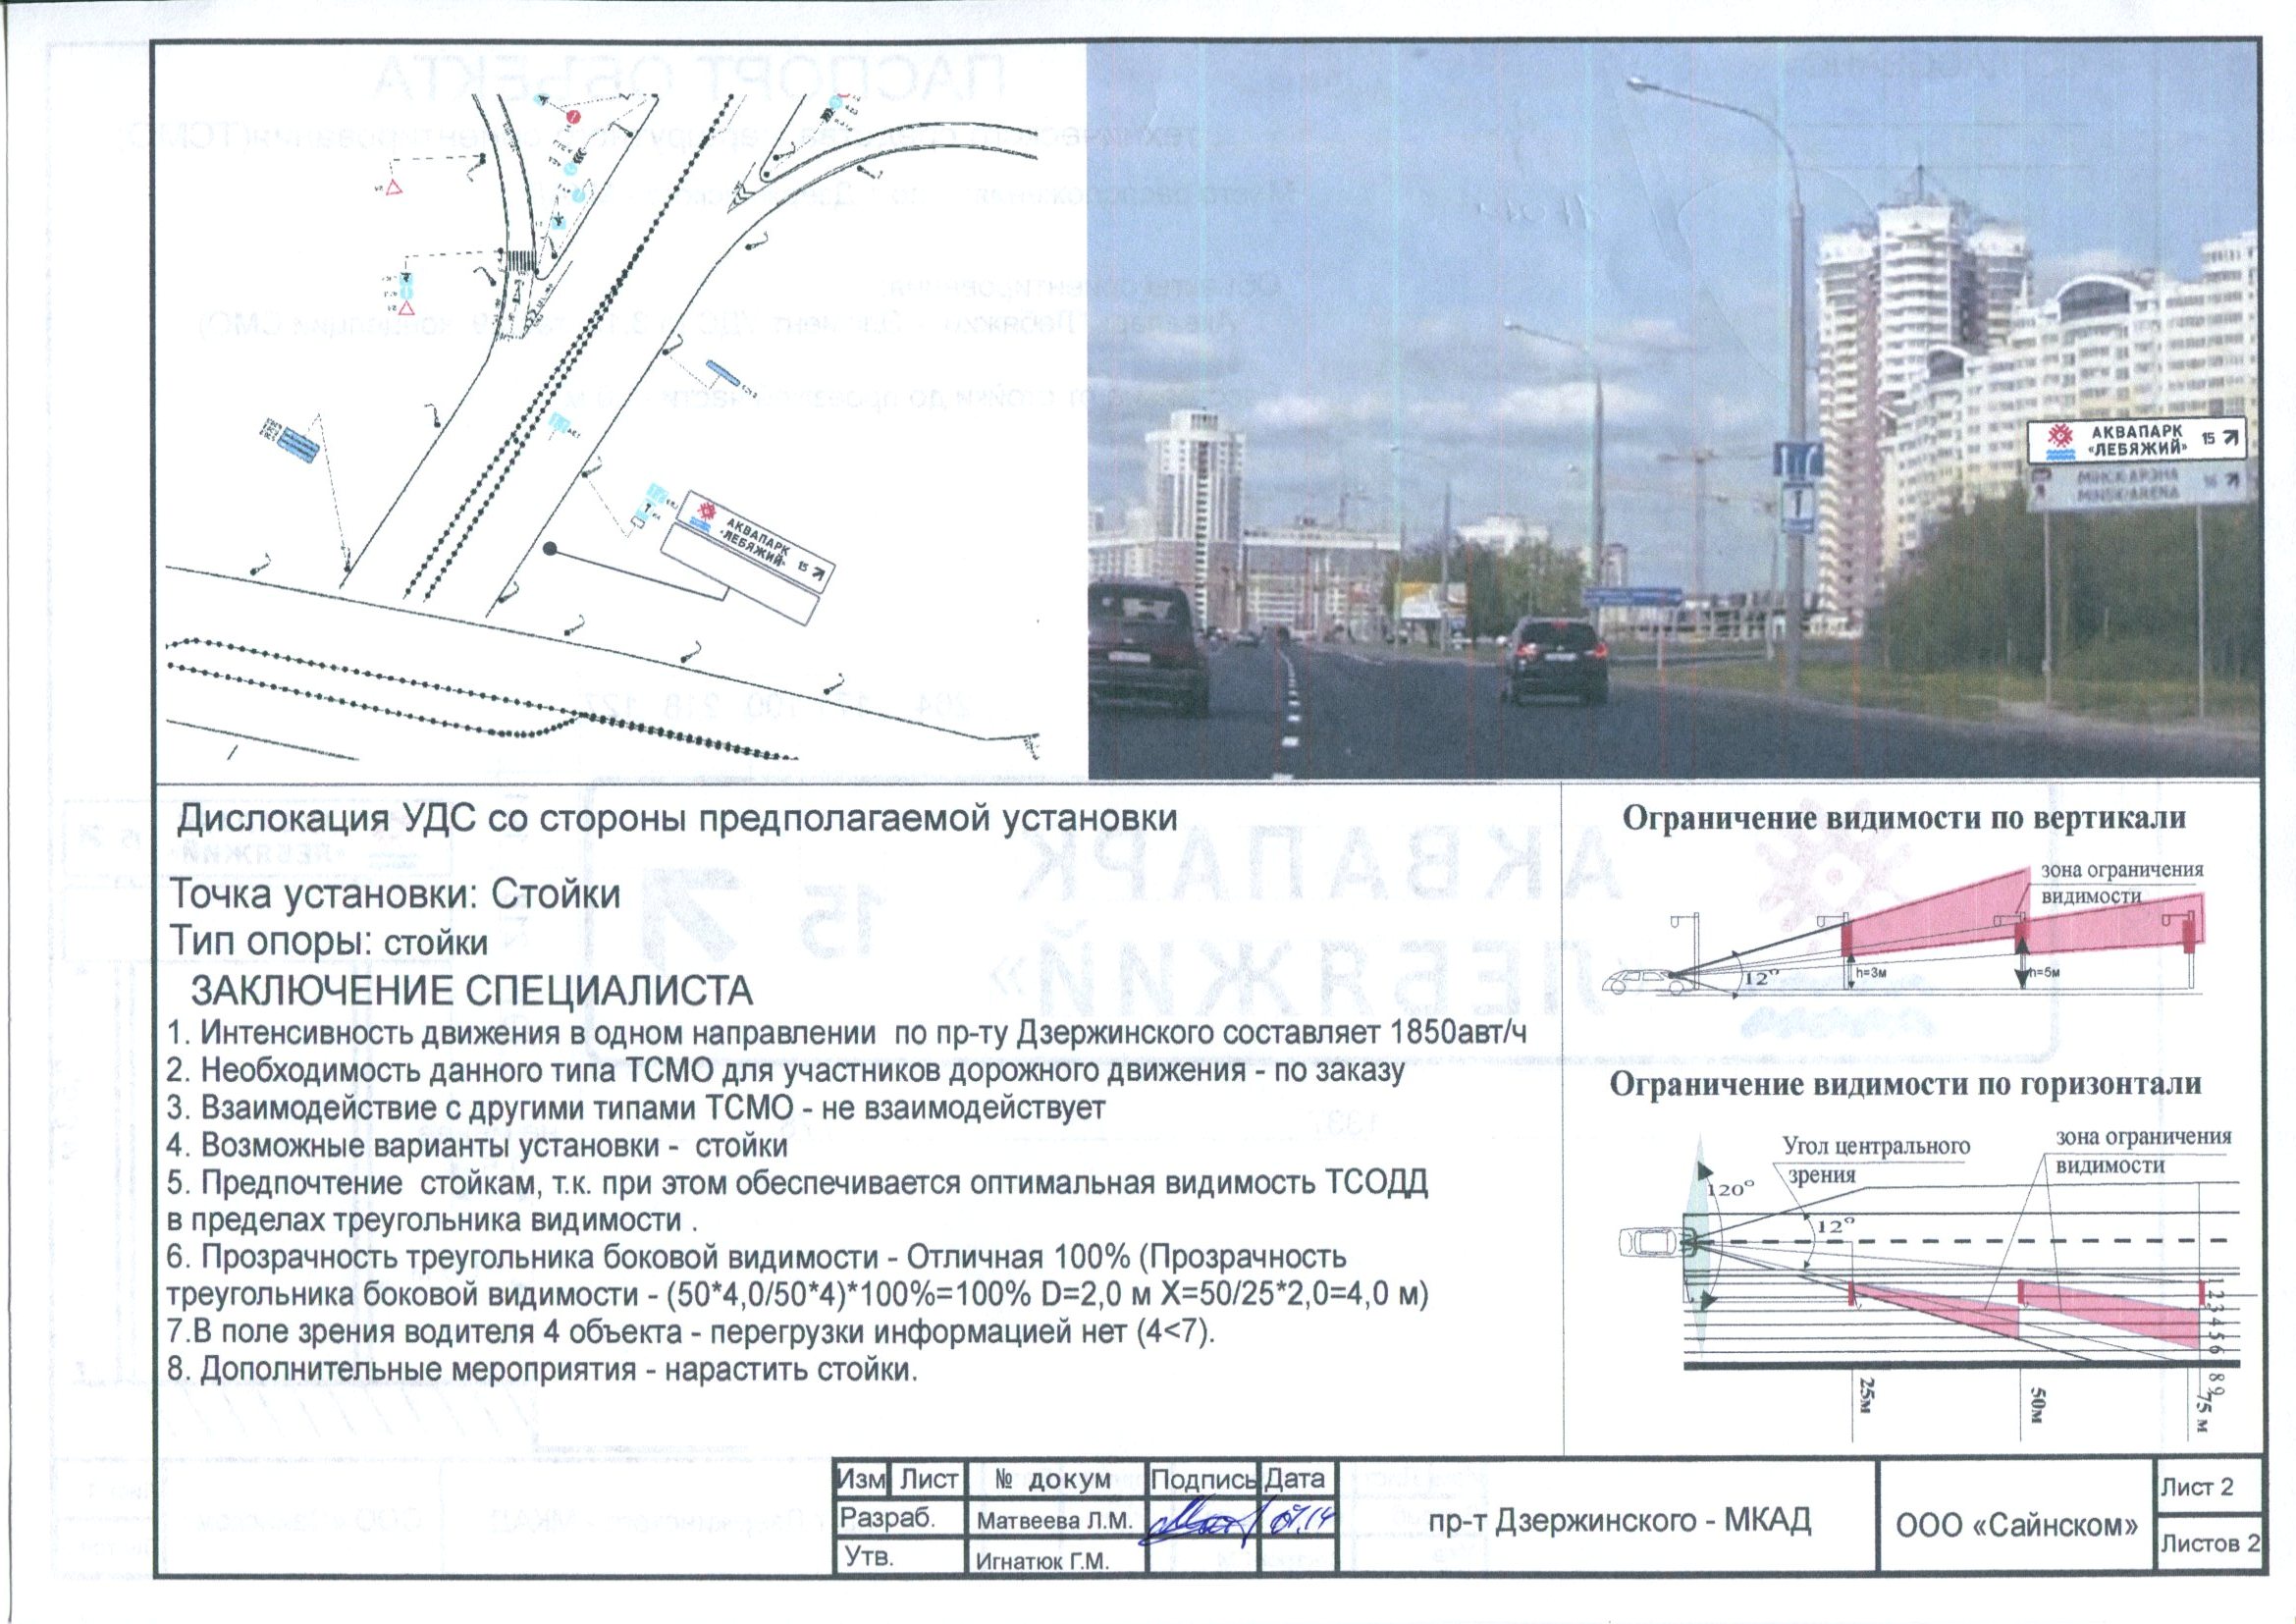 АКВАПАРК
«ЛЕБЯЖИЙ» 15
АКВАПАРК
«ЛЕБЯЖИЙ» 15
МІНСК-АРЭНА
MINSK-ARENA 16
Дислокация УДС со стороны предполагаемой установки
Точка установки: Стойки
Тип опоры: стойки
ЗАКЛЮЧЕНИЕ СПЕЦИАЛИСТА
1. Интенсивность движения в одном направлении по пр-ту Дзержинского составляет 1850авт/ч
2. Необходимость данного типа ТСМО для участников дорожного движения - по заказу
3. Взаимодействие с другими типами ТСМО - не взаимодействует
4. Возможные варианты установки - стойки
5. Предпочтение стойкам, т.к. при этом обеспечивается оптимальная видимость ТСОДД
в пределах треугольника видимости .
6. Прозрачность треугольника боковой видимости - Отличная 100% (Прозрачность
треугольника боковой видимости - (50*4,0/50*4)*100%=100% D=2,0 м X=50/25*2,0=4,0 м)
7.В поле зрения водителя 4 объекта - перегрузки информацией нет (4<7).
8. Дополнительные мероприятия - нарастить стойки.
Ограничение видимости по вертикали
зона ограничения
видимости
12°
h=3м
h=5м
Ограничение видимости по горизонтали
Угол центрального
зрения
зона ограничения
видимости
120°
12°
1 2 3 4 5 6 8 9
25м
50м
75 м
Изм Лист № докум Подпись Дата
Разраб. Матвеева Л.М. 07.14
Утв. Игнатюк Г.М.
пр-т Дзержинского - МКАД
ООО «Сайнском»
Лист 2
Листов 2